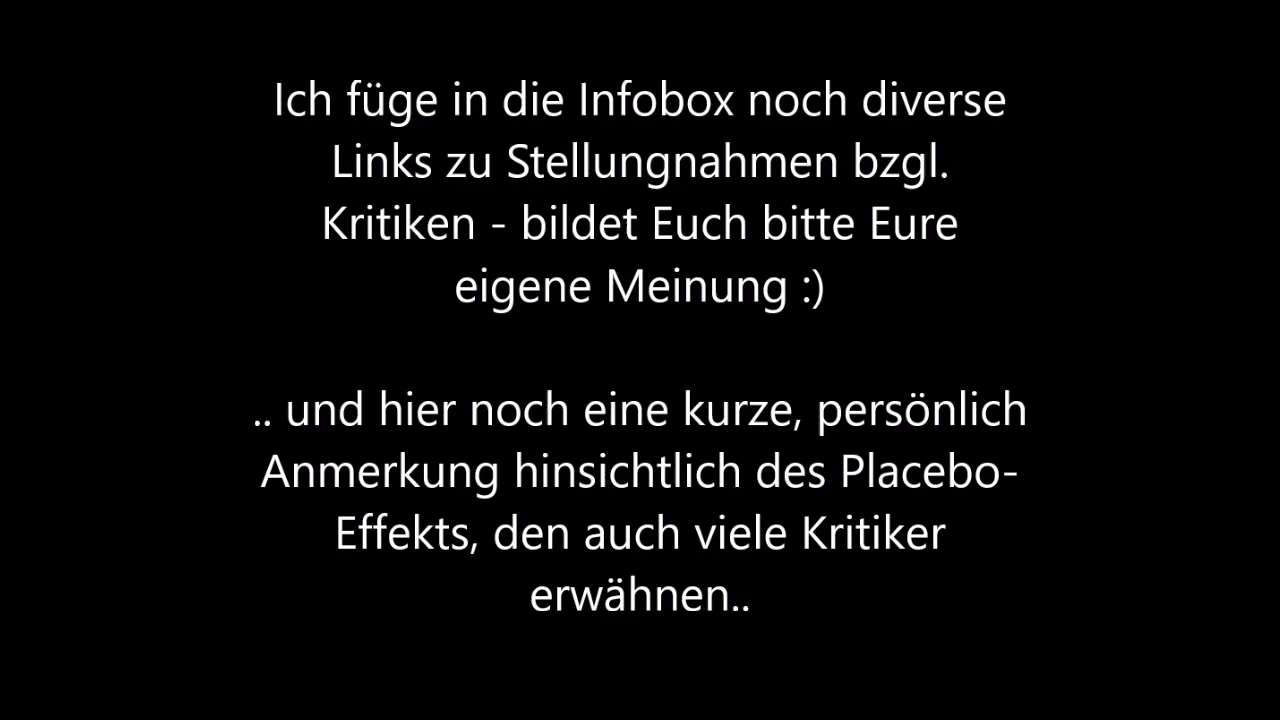 Ich füge in die Infobox noch diverse
Links zu Stellungnahmen bzgl.
Kritiken - bildet Euch bitte Eure
eigene Meinung :)
.. und hier noch eine kurze, persönlich
Anmerkung hinsichtlich des Placebo-
Effekts, den auch viele Kritiker
erwähnen..